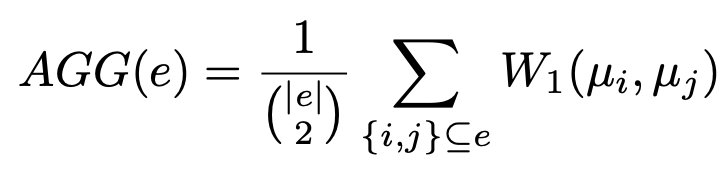 $AGG(e) = \frac{1}{\binom{|e|}{2}} \sum_{\{i,j\} \subseteq e} W_1(\mu_i, \mu_j)$